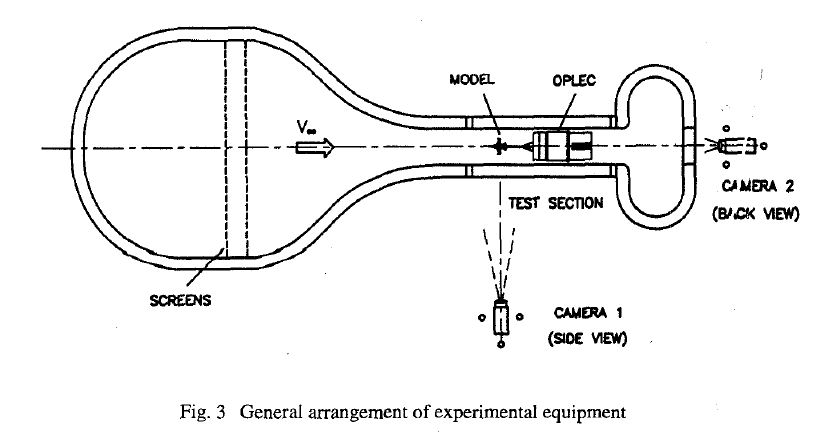 MODEL
OPLEC
V∞
CAMERA 2
(BACK VIEW)
TEST SECTION
SCREENS
CAMERA 1
(SIDE VIEW)
Fig. 3 General arrangement of experimental equipment